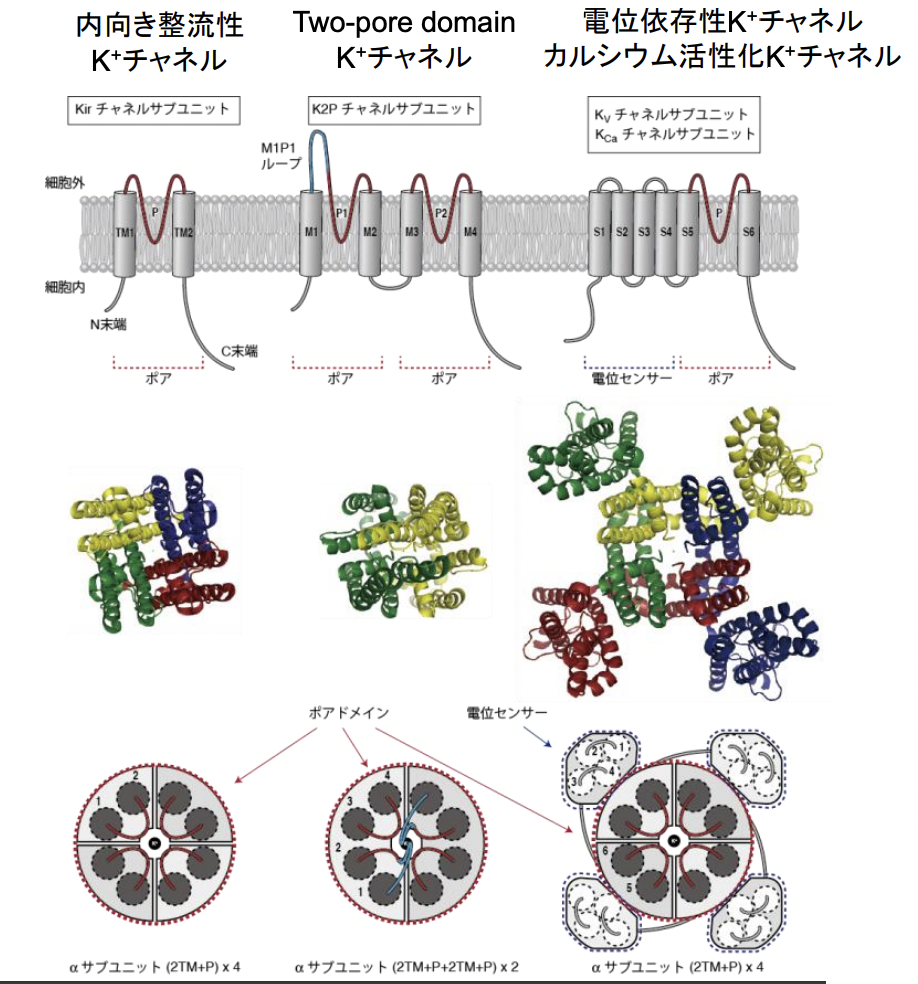 内向き整流性
K⁺チャネル
Two-pore domain
K⁺チャネル
電位依存性K⁺チャネル
カルシウム活性化K⁺チャネル
Kir チャネルサブユニット
K2P チャネルサブユニット
KV チャネルサブユニット
KCa チャネルサブユニット
M1P1
ループ
細胞外
TM1
P
TM2
M1
P1
M2
M3
P2
M4
S1
S2
S3
S4
S5
P
S6
細胞内
N末端
C末端
ポア
ポア
ポア
電位センサー
ポア
ポアドメイン
電位センサー
1
2
K⁺
1
2
3
4
2
1
4
6
5
K⁺
α サブユニット (2TM+P) x 4
α サブユニット (2TM+P+2TM+P) x 2
α サブユニット (2TM+P) x 4